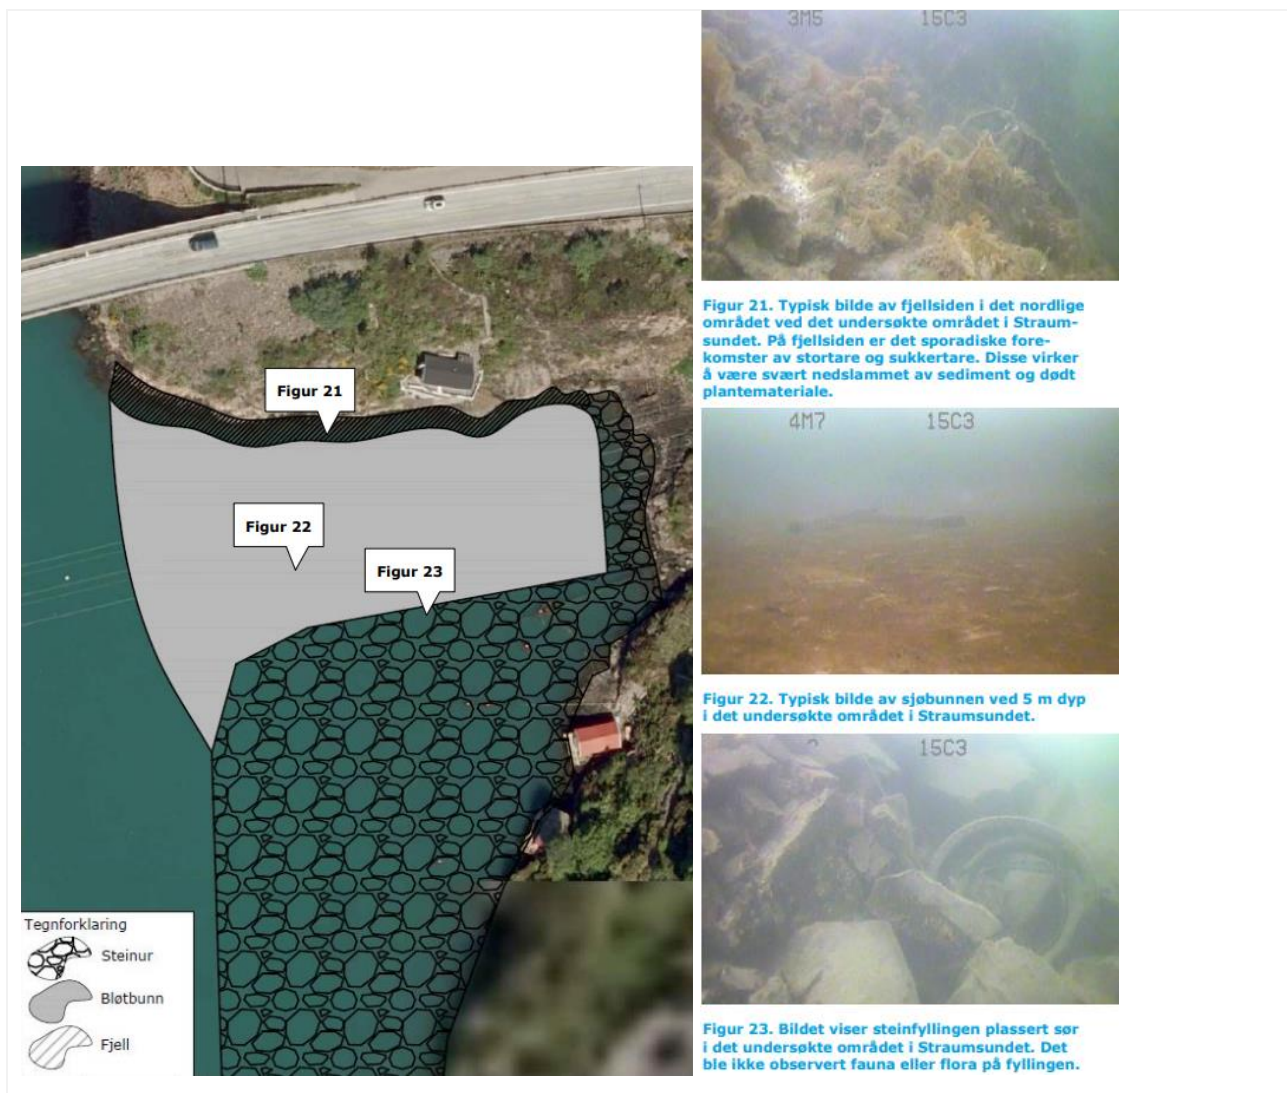 Figur 21
Figur 22
Figur 23
Tegnforklaring
Steinur
Bløtbunn
Fjell
3M5 15C3
Figur 21. Typisk bilde av fjellsiden i det nordlige
området ved det undersøkte området i Straum-
sundet. På fjellsiden er det sporadiske fore-
komster av stortare og sukkertare. Disse virker
å være svært nedslammet av sediment og dødt
plantemateriale.
4M7 15C3
Figur 22. Typisk bilde av sjøbunnen ved 5 m dyp
i det undersøkte området i Straumsundet.
15C3
Figur 23. Bildet viser steinfyllingen plassert sør
i det undersøkte området i Straumsundet. Det
ble ikke observert fauna eller flora på fyllingen.